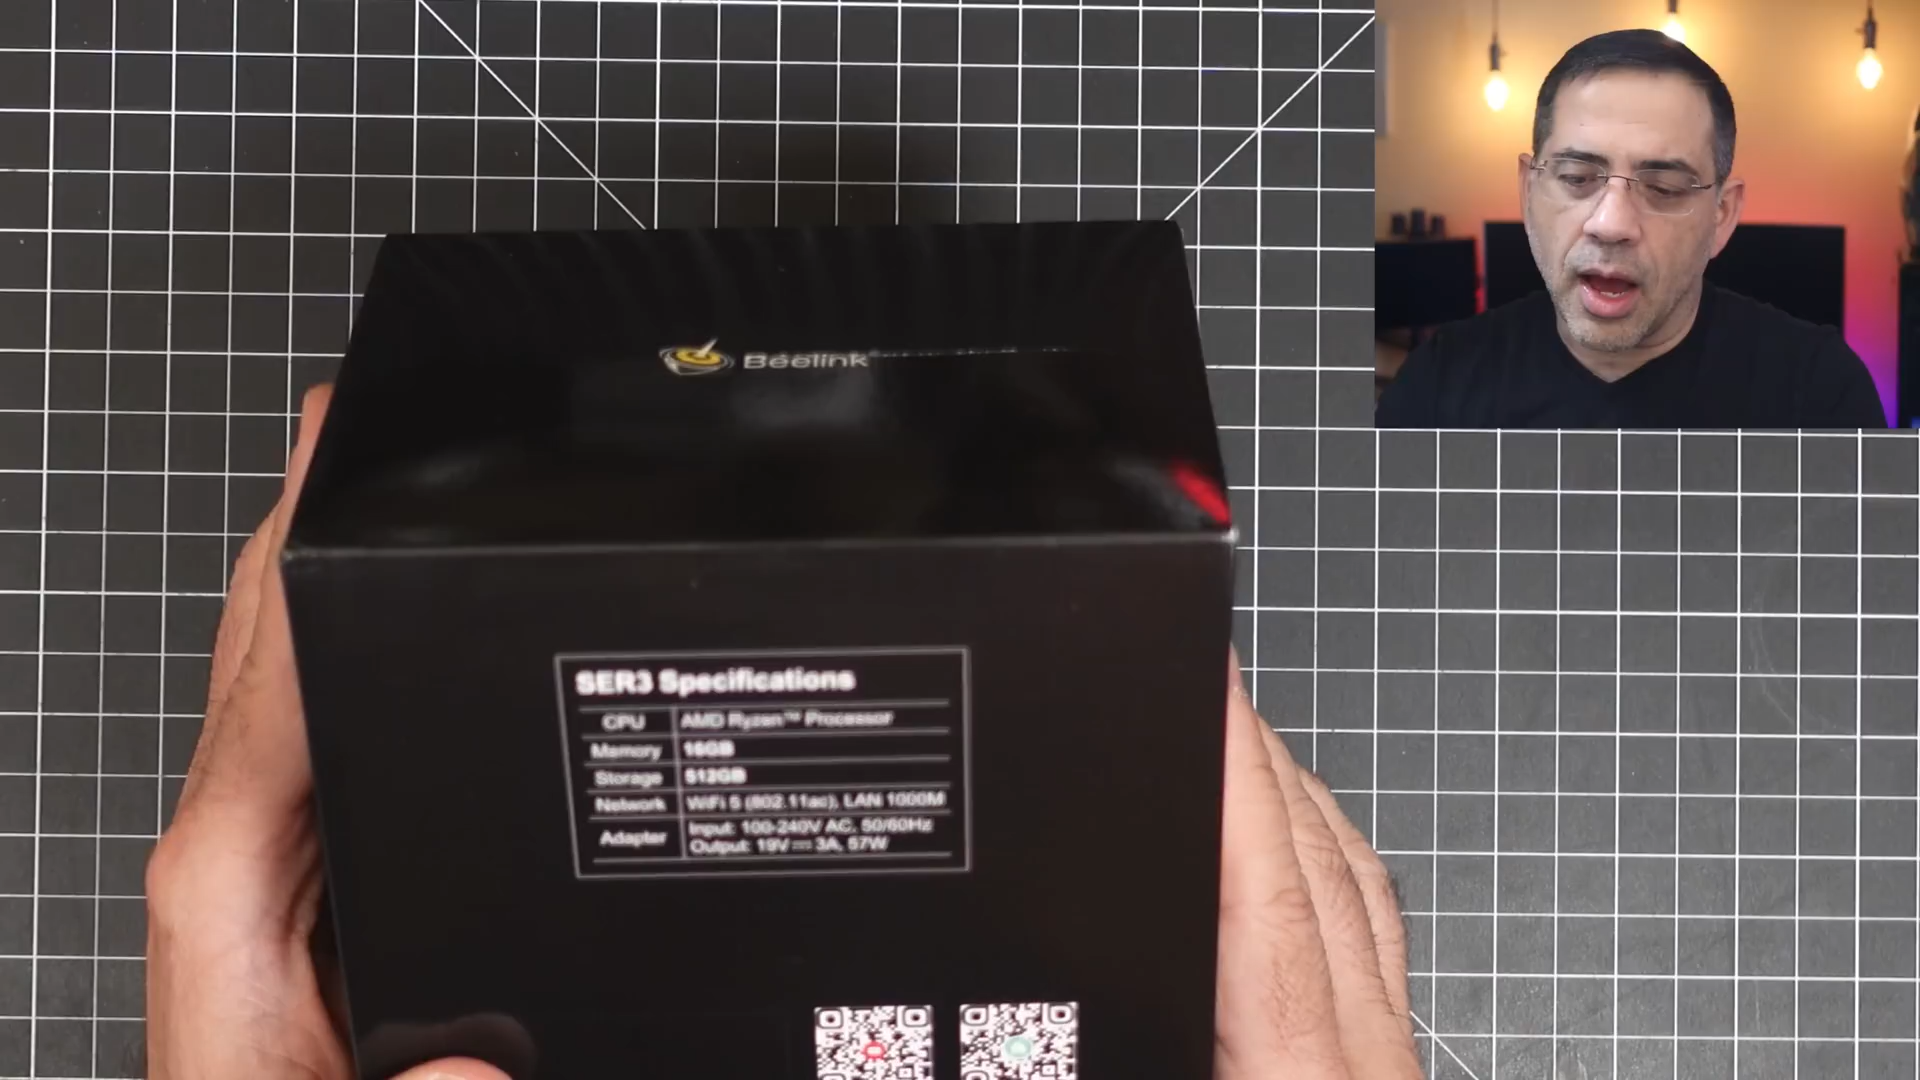 Beelink
SER3 Specifications
CPU AMD Ryzen™ Processor
Memory 16GB
Storage 512GB
Network WiFi 5 (802.11ac), LAN 1000M
Adapter Input: 100-240V AC, 50/60Hz
Output: 19V⎓3A, 57W